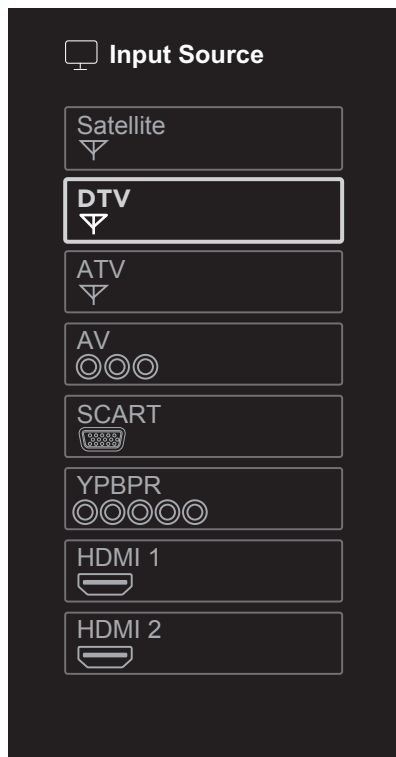 Input Source
Satellite
DTV
ATV
AV
SCART
YPBPR
HDMI 1
HDMI 2